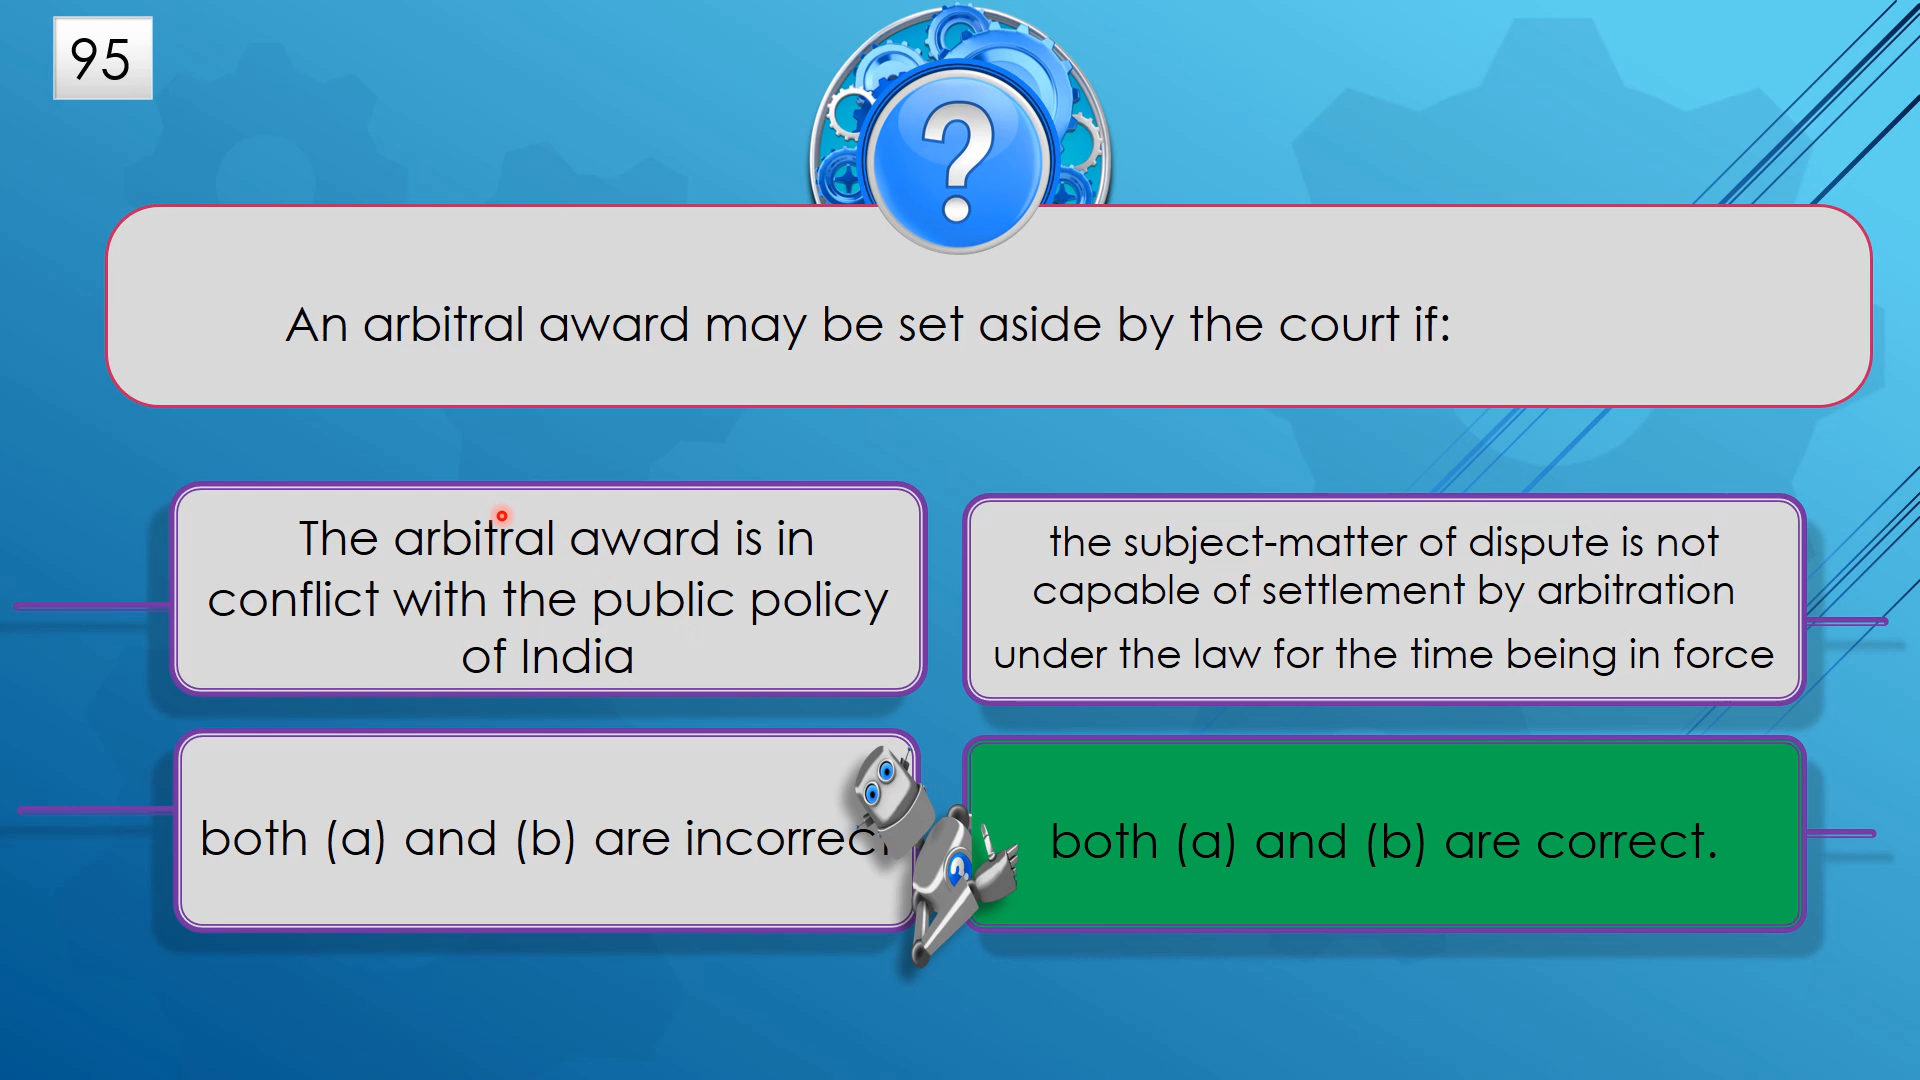 95
?
An arbitral award may be set aside by the court if:
The arbitral award is in
conflict with the public policy
of India
the subject-matter of dispute is not
capable of settlement by arbitration
under the law for the time being in force
both (a) and (b) are incorrect
both (a) and (b) are correct.